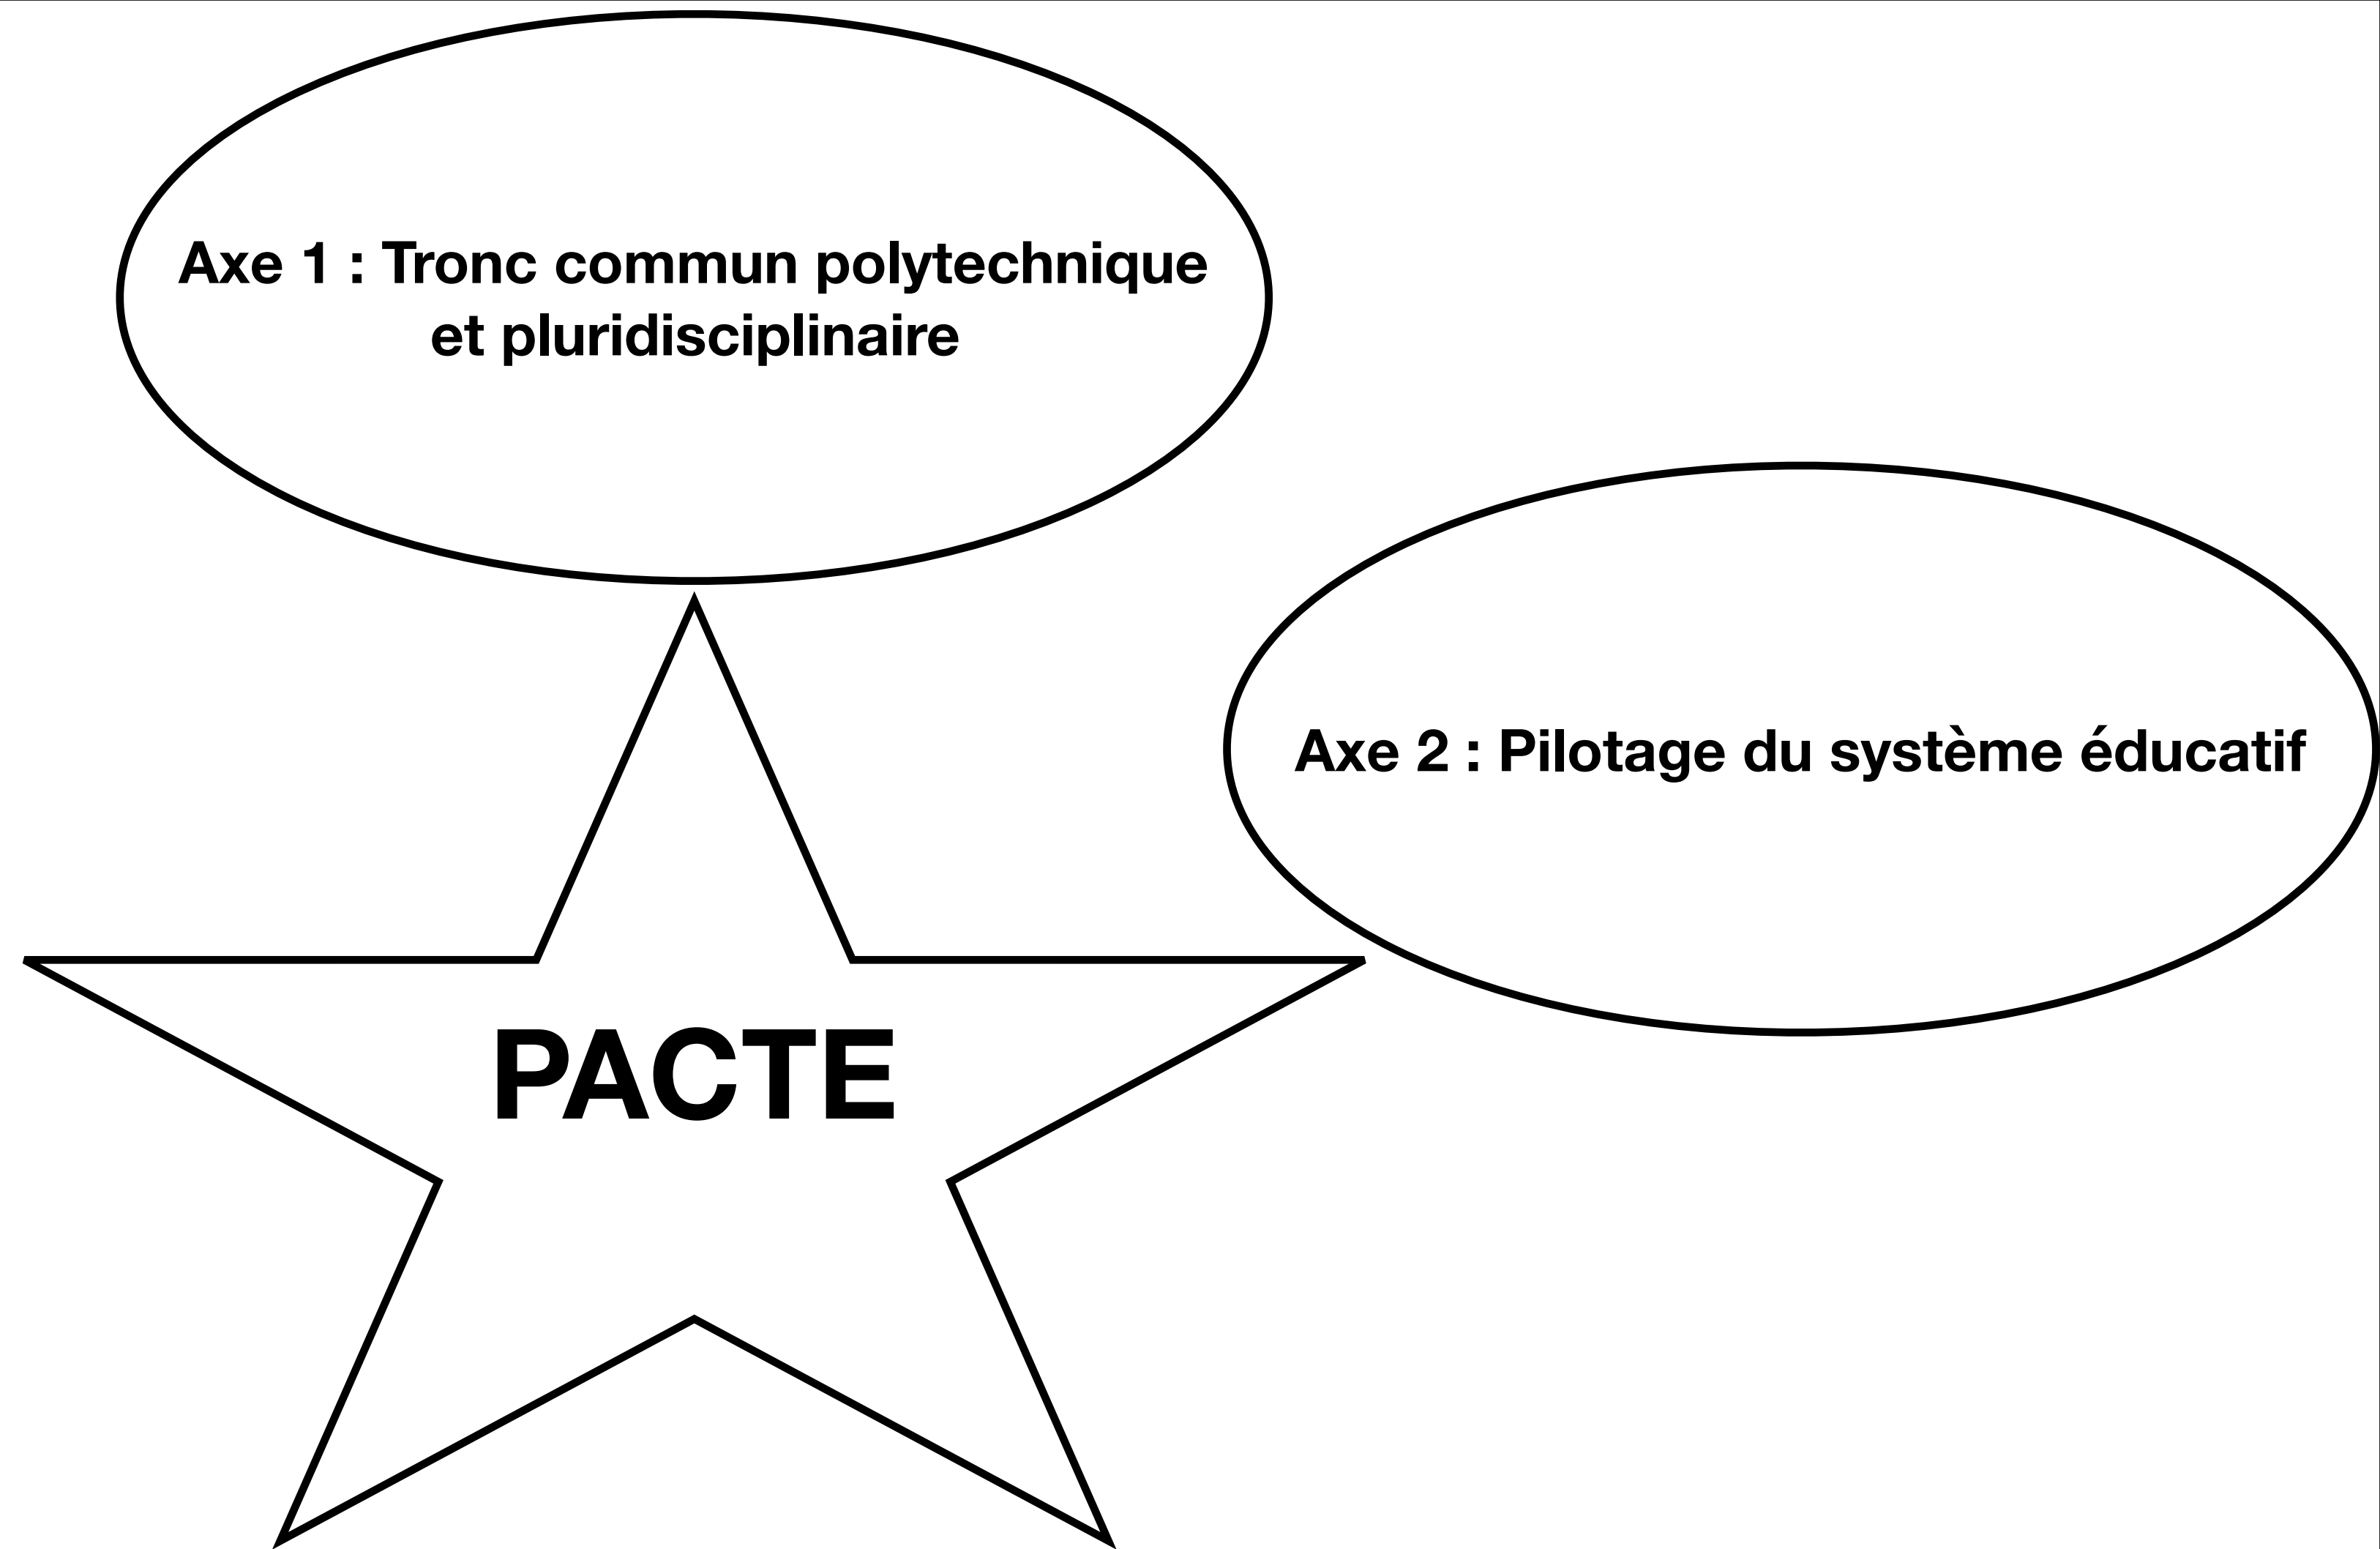 Axe 1 : Tronc commun polytechnique
et pluridisciplinaire
Axe 2 : Pilotage du système éducatif
PACTE